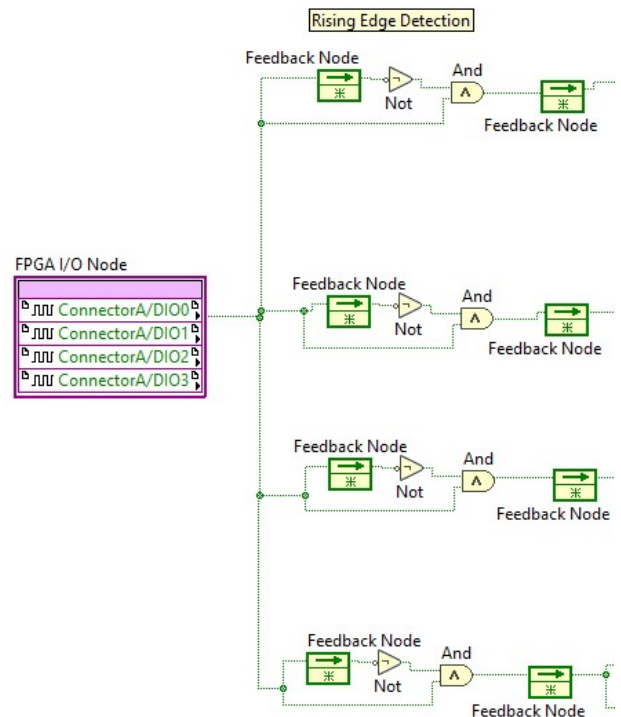 Rising Edge Detection
Feedback Node
Not
And
Feedback Node
FPGA I/O Node
ConnectorA/DIO0
ConnectorA/DIO1
ConnectorA/DIO2
ConnectorA/DIO3
Feedback Node
Not
And
Feedback Node
Feedback Node
Not
And
Feedback Node
Feedback Node
Not
And
Feedback Node